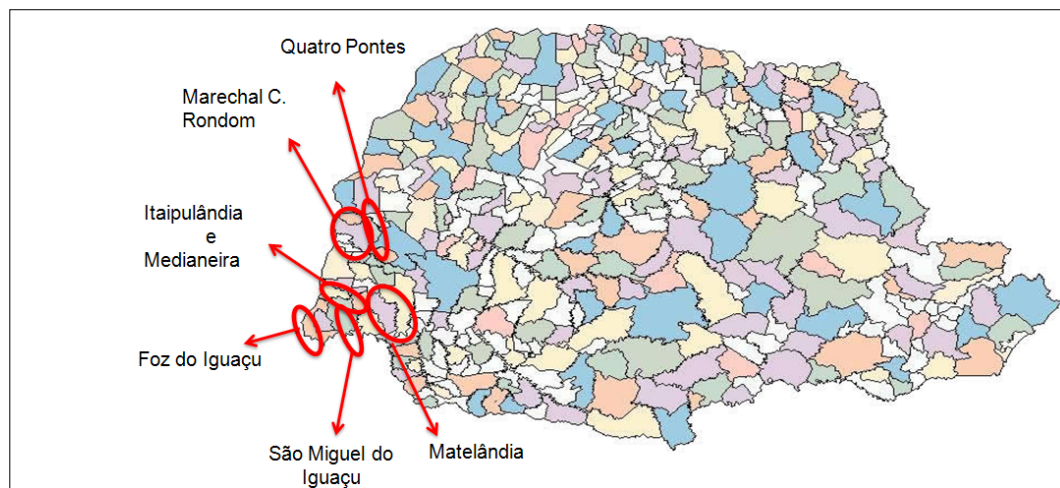 Quatro Pontes
Marechal C.
Rondom
Itaipulândia
e
Medianeira
Foz do Iguaçu
São Miguel do
Iguaçu
Matelândia